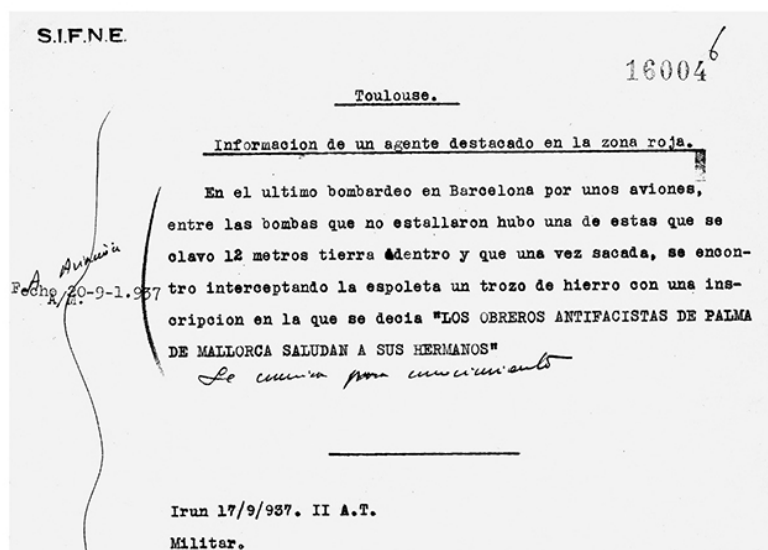 S.I.F.N.E.
16004 6
Toulouse.
Informacion de un agente destacado en la zona roja.
En el ultimo bombardeo en Barcelona por unos aviones,
entre las bombas que no estallaron hubo una de estas que se
clavo 12 metros tierra adentro y que una vez sacada, se encon-
tro interceptando la espoleta un trozo de hierro con una ins-
cripcion en la que se decia "LOS OBREROS ANTIFACISTAS DE PALMA
DE MALLORCA SALUDAN A SUS HERMANOS"
A Aviación
Fecha 20-9-1.937
Se comunica para conocimiento
Irun 17/9/937. II A.T.
Militar.